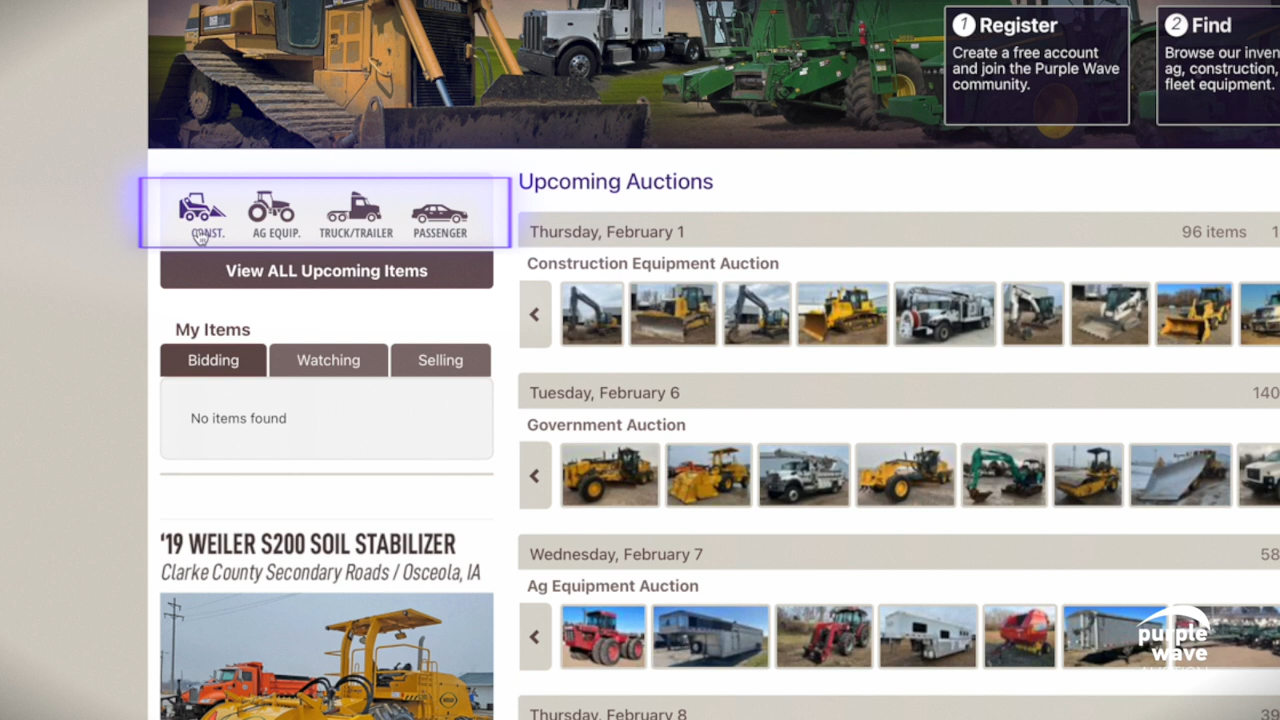 CATERPILLAR
1 Register
Create a free account
and join the Purple Wave
community.
2 Find
Browse our inven
ag, construction,
fleet equipment.
CONST.
AG EQUIP.
TRUCK/TRAILER
PASSENGER
View ALL Upcoming Items
My Items
Bidding
Watching
Selling
No items found
'19 WEILER S200 SOIL STABILIZER
Clarke County Secondary Roads / Osceola, IA
Upcoming Auctions
Thursday, February 1
96 items
1
Construction Equipment Auction
Tuesday, February 6
140
Government Auction
Wednesday, February 7
58
Ag Equipment Auction
Thursday, February 8
39
purple
wave
AUCTION